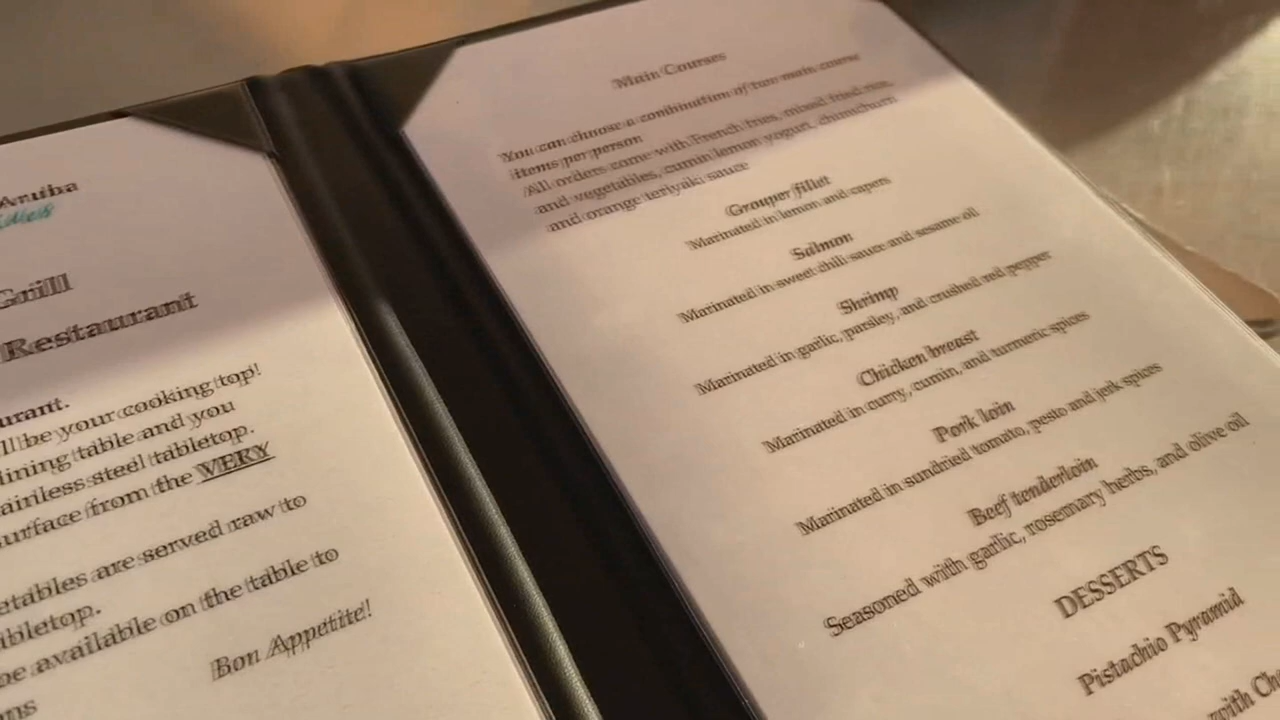 Aruba
Grill
Restaurant
urant.
ll be your cooking top!
dining table and you
ainless-steel tabletop.
urface from the VERY
etables are served raw to
bletop.
be available on the table to
ns
Bon Appetite!
Main Courses
You can choose a combination of two main course
items per person
All orders come with French fries, mixed fried rice,
and vegetables, cumin lemon yogurt, chimichurri
and orange teriyaki sauce
Grouper fillet
Marinated in lemon and capers
Salmon
Marinated in sweet chili sauce and sesame oil
Shrimp
Marinated in garlic, parsley, and crushed red pepper
Chicken breast
Marinated in curry, cumin, and turmeric spices
Pork loin
Marinated in sundried tomato, pesto and jerk spices
Beef tenderloin
Seasoned with garlic, rosemary herbs, and olive oil
DESSERTS
Pistachio Pyramid
with